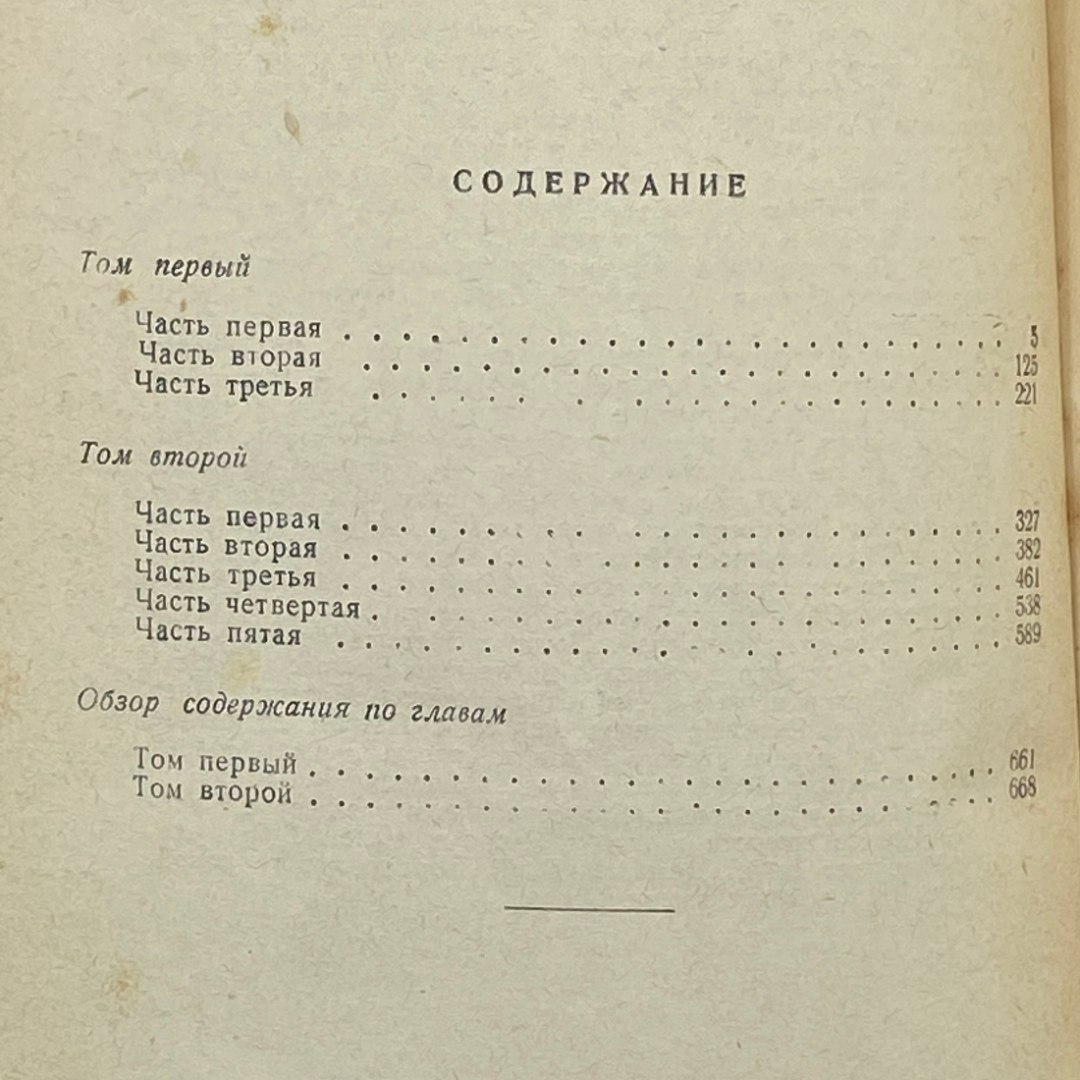 СОДЕРЖАНИЕ
Том первый
Часть первая . . . . . . . . . . . . . . . . . . . . . . . 5
Часть вторая . . . . . . . . . . . . . . . . . . . . . . 125
Часть третья . . . . . . . . . . . . . . . . . . . . 221
Том второй
Часть первая . . . . . . . . . . . . . . . . . . . . . . 327
Часть вторая . . . . . . . . . . . . . . . . . . . . . . 382
Часть третья . . . . . . . . . . . . . . . . . . . . . . 461
Часть четвертая . . . . . . . . . . . . . . . . . . . . . 538
Часть пятая . . . . . . . . . . . . . . . . . . . . . . 589
Обзор содержания по главам
Том первый . . . . . . . . . . . . . . . . . . . . . . . . 661
Том второй . . . . . . . . . . . . . . . . . . . . . . . . 668